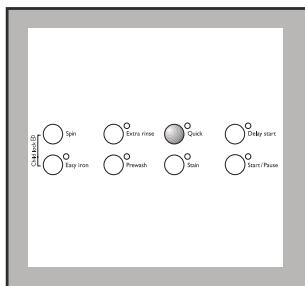 Spin
Extra rinse
Quick
Delay start
Child lock
Easy iron
Prewash
Stain
Start/Pause